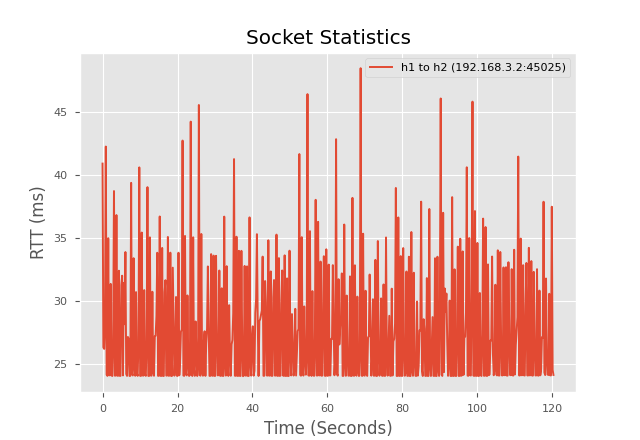 Socket Statistics
h1 to h2 (192.168.3.2:45025)
45
40
35
30
25
RTT (ms)
0 20 40 60 80 100 120
Time (Seconds)